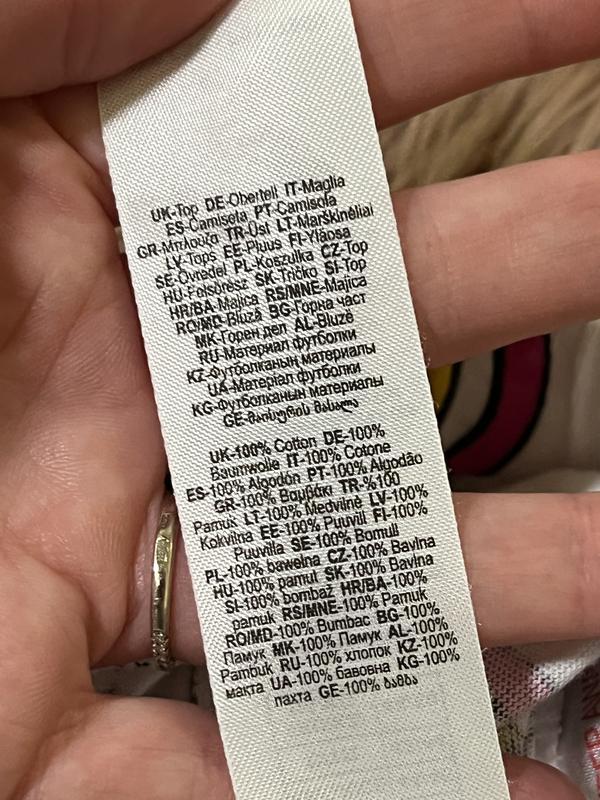 UK-Top DE-Oberteil IT-Maglia
ES-Camiseta PT-Camisola
GR-Μπλούζα TR-Üst LT-Marškinėliai
LV-Tops EE-Pluus FI-Yläosa
SE-Överdel PL-Koszulka CZ-Top
HU-Felsőrész SK-Tričko SI-Top
HR/BA-Majica RS/MNE-Majica
RO/MD-Bluză BG-Горна част
MK-Горен дел AL-Bluzë
RU-Материал футболки
KZ-Футболканың материалы
UA-Матеріал футболки
KG-Футболканын материалы
GE-მაისურის მასალა
UK-100% Cotton DE-100%
Baumwolle IT-100% Cotone
ES-100% Algodón PT-100% Algodão
GR-100% Βαμβάκι TR-%100
Pamuk LT-100% Medvilnė LV-100%
Kokvilna EE-100% Puuvill FI-100%
Puuvilla SE-100% Bomull
PL-100% bawełna CZ-100% Bavlna
HU-100% pamut SK-100% Bavlna
SI-100% bombaž HR/BA-100%
pamuk RS/MNE-100% Pamuk
RO/MD-100% Bumbac BG-100%
Памук MK-100% Памук AL-100%
Pambuk RU-100% хлопок KZ-100%
мақта UA-100% бавовна KG-100%
пахта GE-100% ბამბა